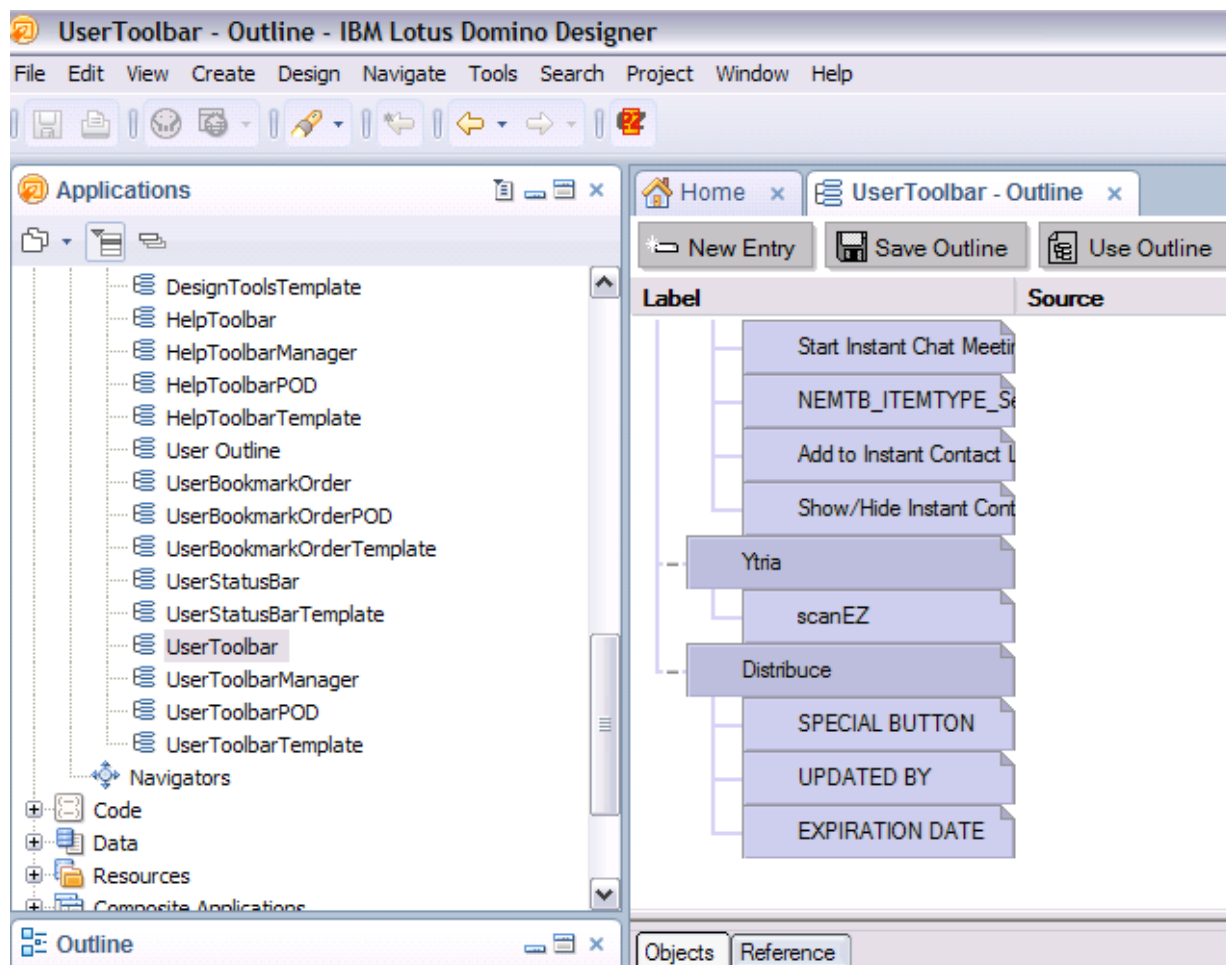 UserToolbar - Outline - IBM Lotus Domino Designer
File Edit View Create Design Navigate Tools Search Project Window Help
Applications
DesignToolsTemplate
HelpToolbar
HelpToolbarManager
HelpToolbarPOD
HelpToolbarTemplate
User Outline
UserBookmarkOrder
UserBookmarkOrderPOD
UserBookmarkOrderTemplate
UserStatusBar
UserStatusBarTemplate
UserToolbar
UserToolbarManager
UserToolbarPOD
UserToolbarTemplate
Navigators
Code
Data
Resources
Composite Applications
Outline
Home
UserToolbar - Outline
New Entry
Save Outline
Use Outline
Label Source
Start Instant Chat Meetin
NEMTB_ITEMTYPE_Se
Add to Instant Contact L
Show/Hide Instant Cont
Ytria
scanEZ
Distribuce
SPECIAL BUTTON
UPDATED BY
EXPIRATION DATE
Objects Reference